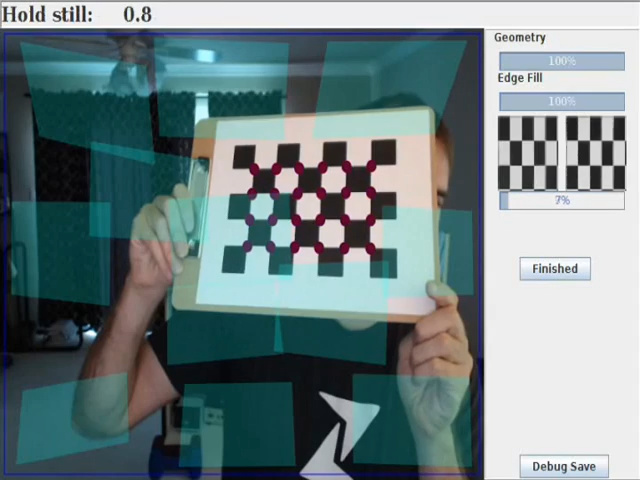 Hold still: 0.8
Geometry
100%
Edge Fill
100%
7%
Finished
Debug Save